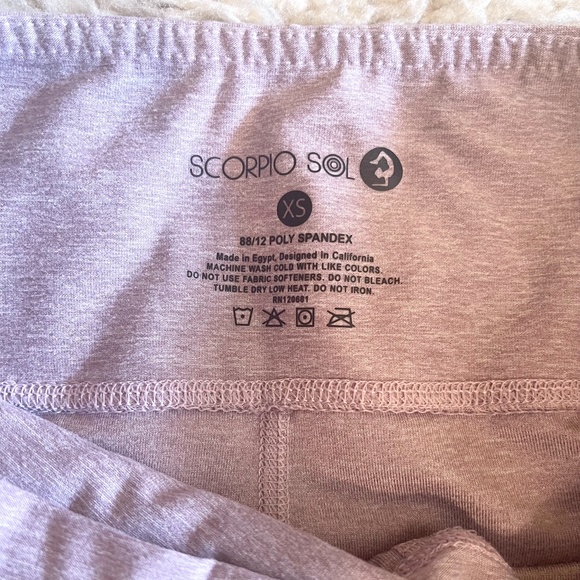 SCORPIO SOL
XS
88/12 POLY SPANDEX
Made in Egypt, Designed in California
MACHINE WASH COLD WITH LIKE COLORS.
DO NOT USE FABRIC SOFTENERS. DO NOT BLEACH.
TUMBLE DRY LOW HEAT. DO NOT IRON.
RN128681